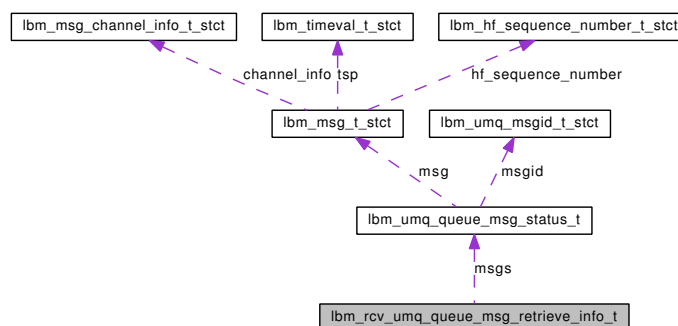 lbm_msg_channel_info_t_stct
lbm_timeval_t_stct
lbm_hf_sequence_number_t_stct
channel_info
tsp
hf_sequence_number
lbm_msg_t_stct
lbm_umq_msgid_t_stct
msg
msgid
lbm_umq_queue_msg_status_t
msgs
lbm_rcv_umq_queue_msg_retrieve_info_t